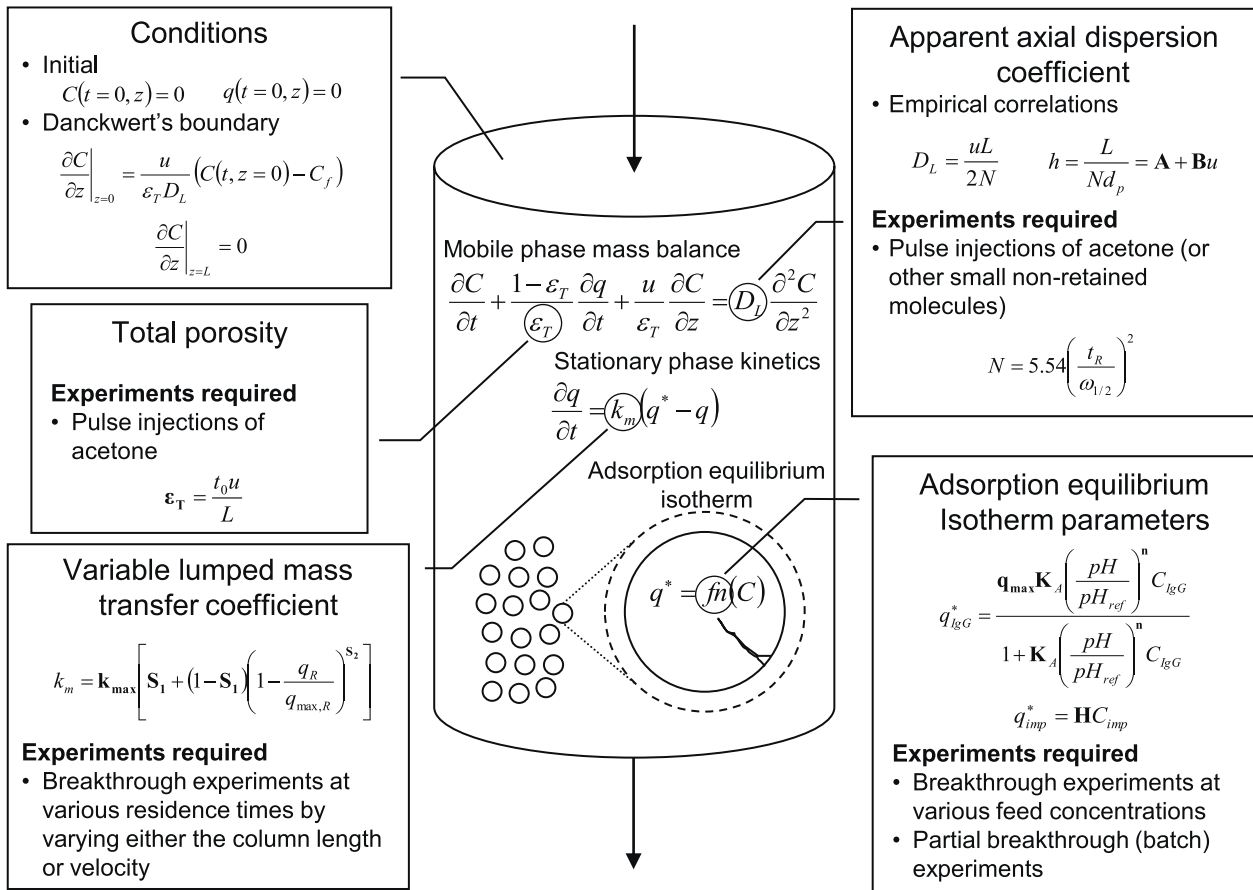 Conditions
• Initial
C(t = 0, z) = 0 q(t = 0, z) = 0
• Danckwert's boundary
∂C/∂z|z=0 = u/(εT DL) (C(t, z = 0) − Cf)
∂C/∂z|z=L = 0
Total porosity
Experiments required
• Pulse injections of
acetone
εT = t0u/L
Variable lumped mass
transfer coefficient
km = kmax[S1 + (1 − S1)(1 − qR/qmax,R)^S2]
Experiments required
• Breakthrough experiments at
various residence times by
varying either the column length
or velocity
Mobile phase mass balance
∂C/∂t + (1 − εT)/εT ∂q/∂t + u/εT ∂C/∂z = DL ∂²C/∂z²
Stationary phase kinetics
∂q/∂t = km(q* − q)
Adsorption equilibrium
isotherm
q* = fn(C)
Apparent axial dispersion
coefficient
• Empirical correlations
DL = uL/2N h = L/(Ndp) = A + Bu
Experiments required
• Pulse injections of acetone (or
other small non-retained
molecules)
N = 5.54(tR/ω1/2)²
Adsorption equilibrium
Isotherm parameters
q*IgG = qmaxKA(pH/pHref)^n CIgG / (1 + KA(pH/pHref)^n CIgG)
q*imp = HCimp
Experiments required
• Breakthrough experiments at
various feed concentrations
• Partial breakthrough (batch)
experiments